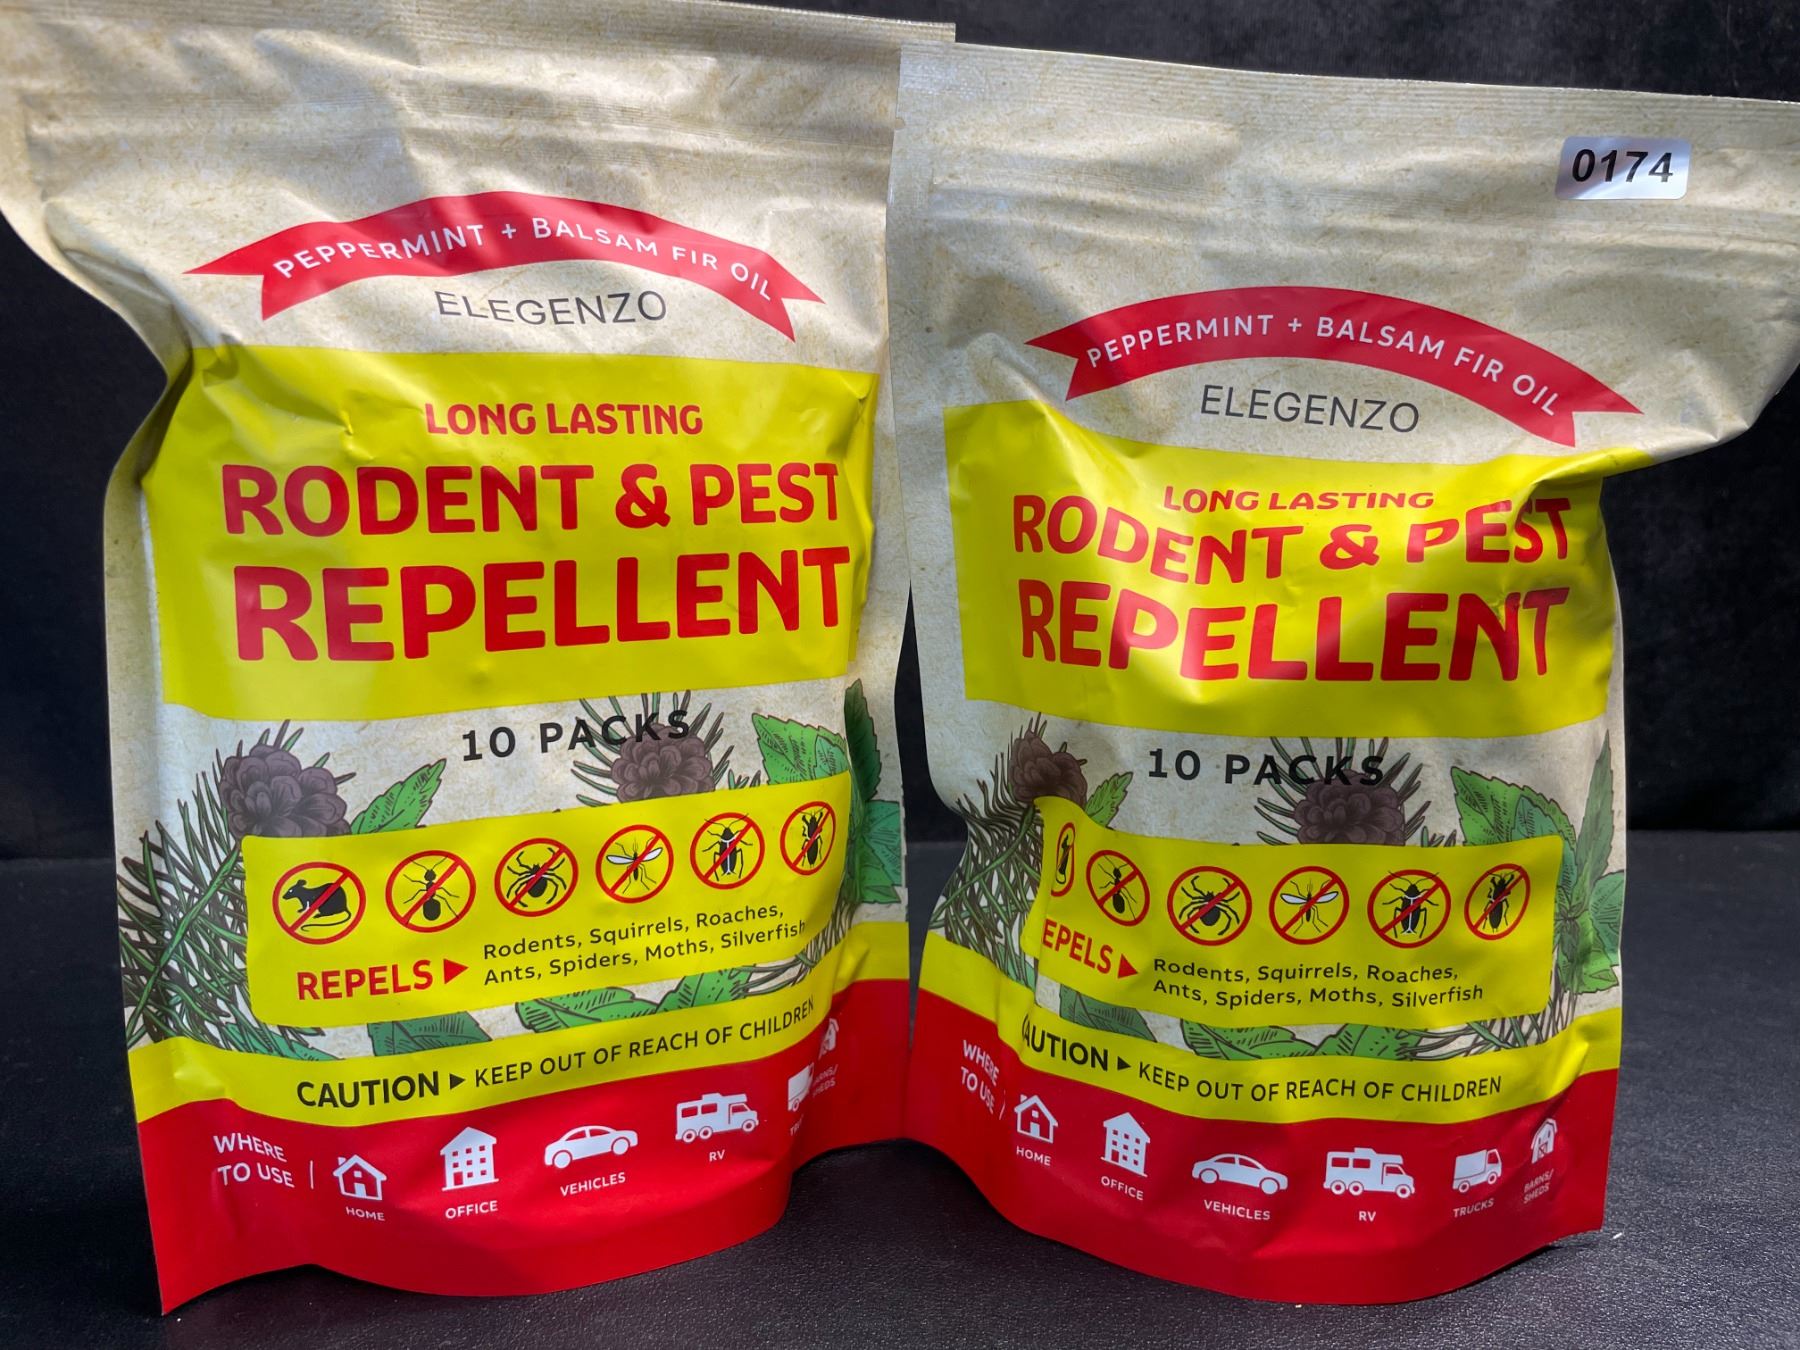 PEPPERMINT + BALSAM FIR OIL
ELEGENZO
LONG LASTING
RODENT & PEST
REPELLENT
10 PACKS
REPELS
Rodents, Squirrels, Roaches,
Ants, Spiders, Moths, Silverfish
CAUTION KEEP OUT OF REACH OF CHILDREN
WHERE
TO USE
HOME
OFFICE
VEHICLES
RV
0174
PEPPERMINT + BALSAM FIR OIL
ELEGENZO
LONG LASTING
RODENT & PEST
REPELLENT
10 PACKS
EPELS
Rodents, Squirrels, Roaches,
Ants, Spiders, Moths, Silverfish
CAUTION KEEP OUT OF REACH OF CHILDREN
WHERE
TO USE
HOME
OFFICE
VEHICLES
RV
TRUCKS
BARNS/
SHEDS